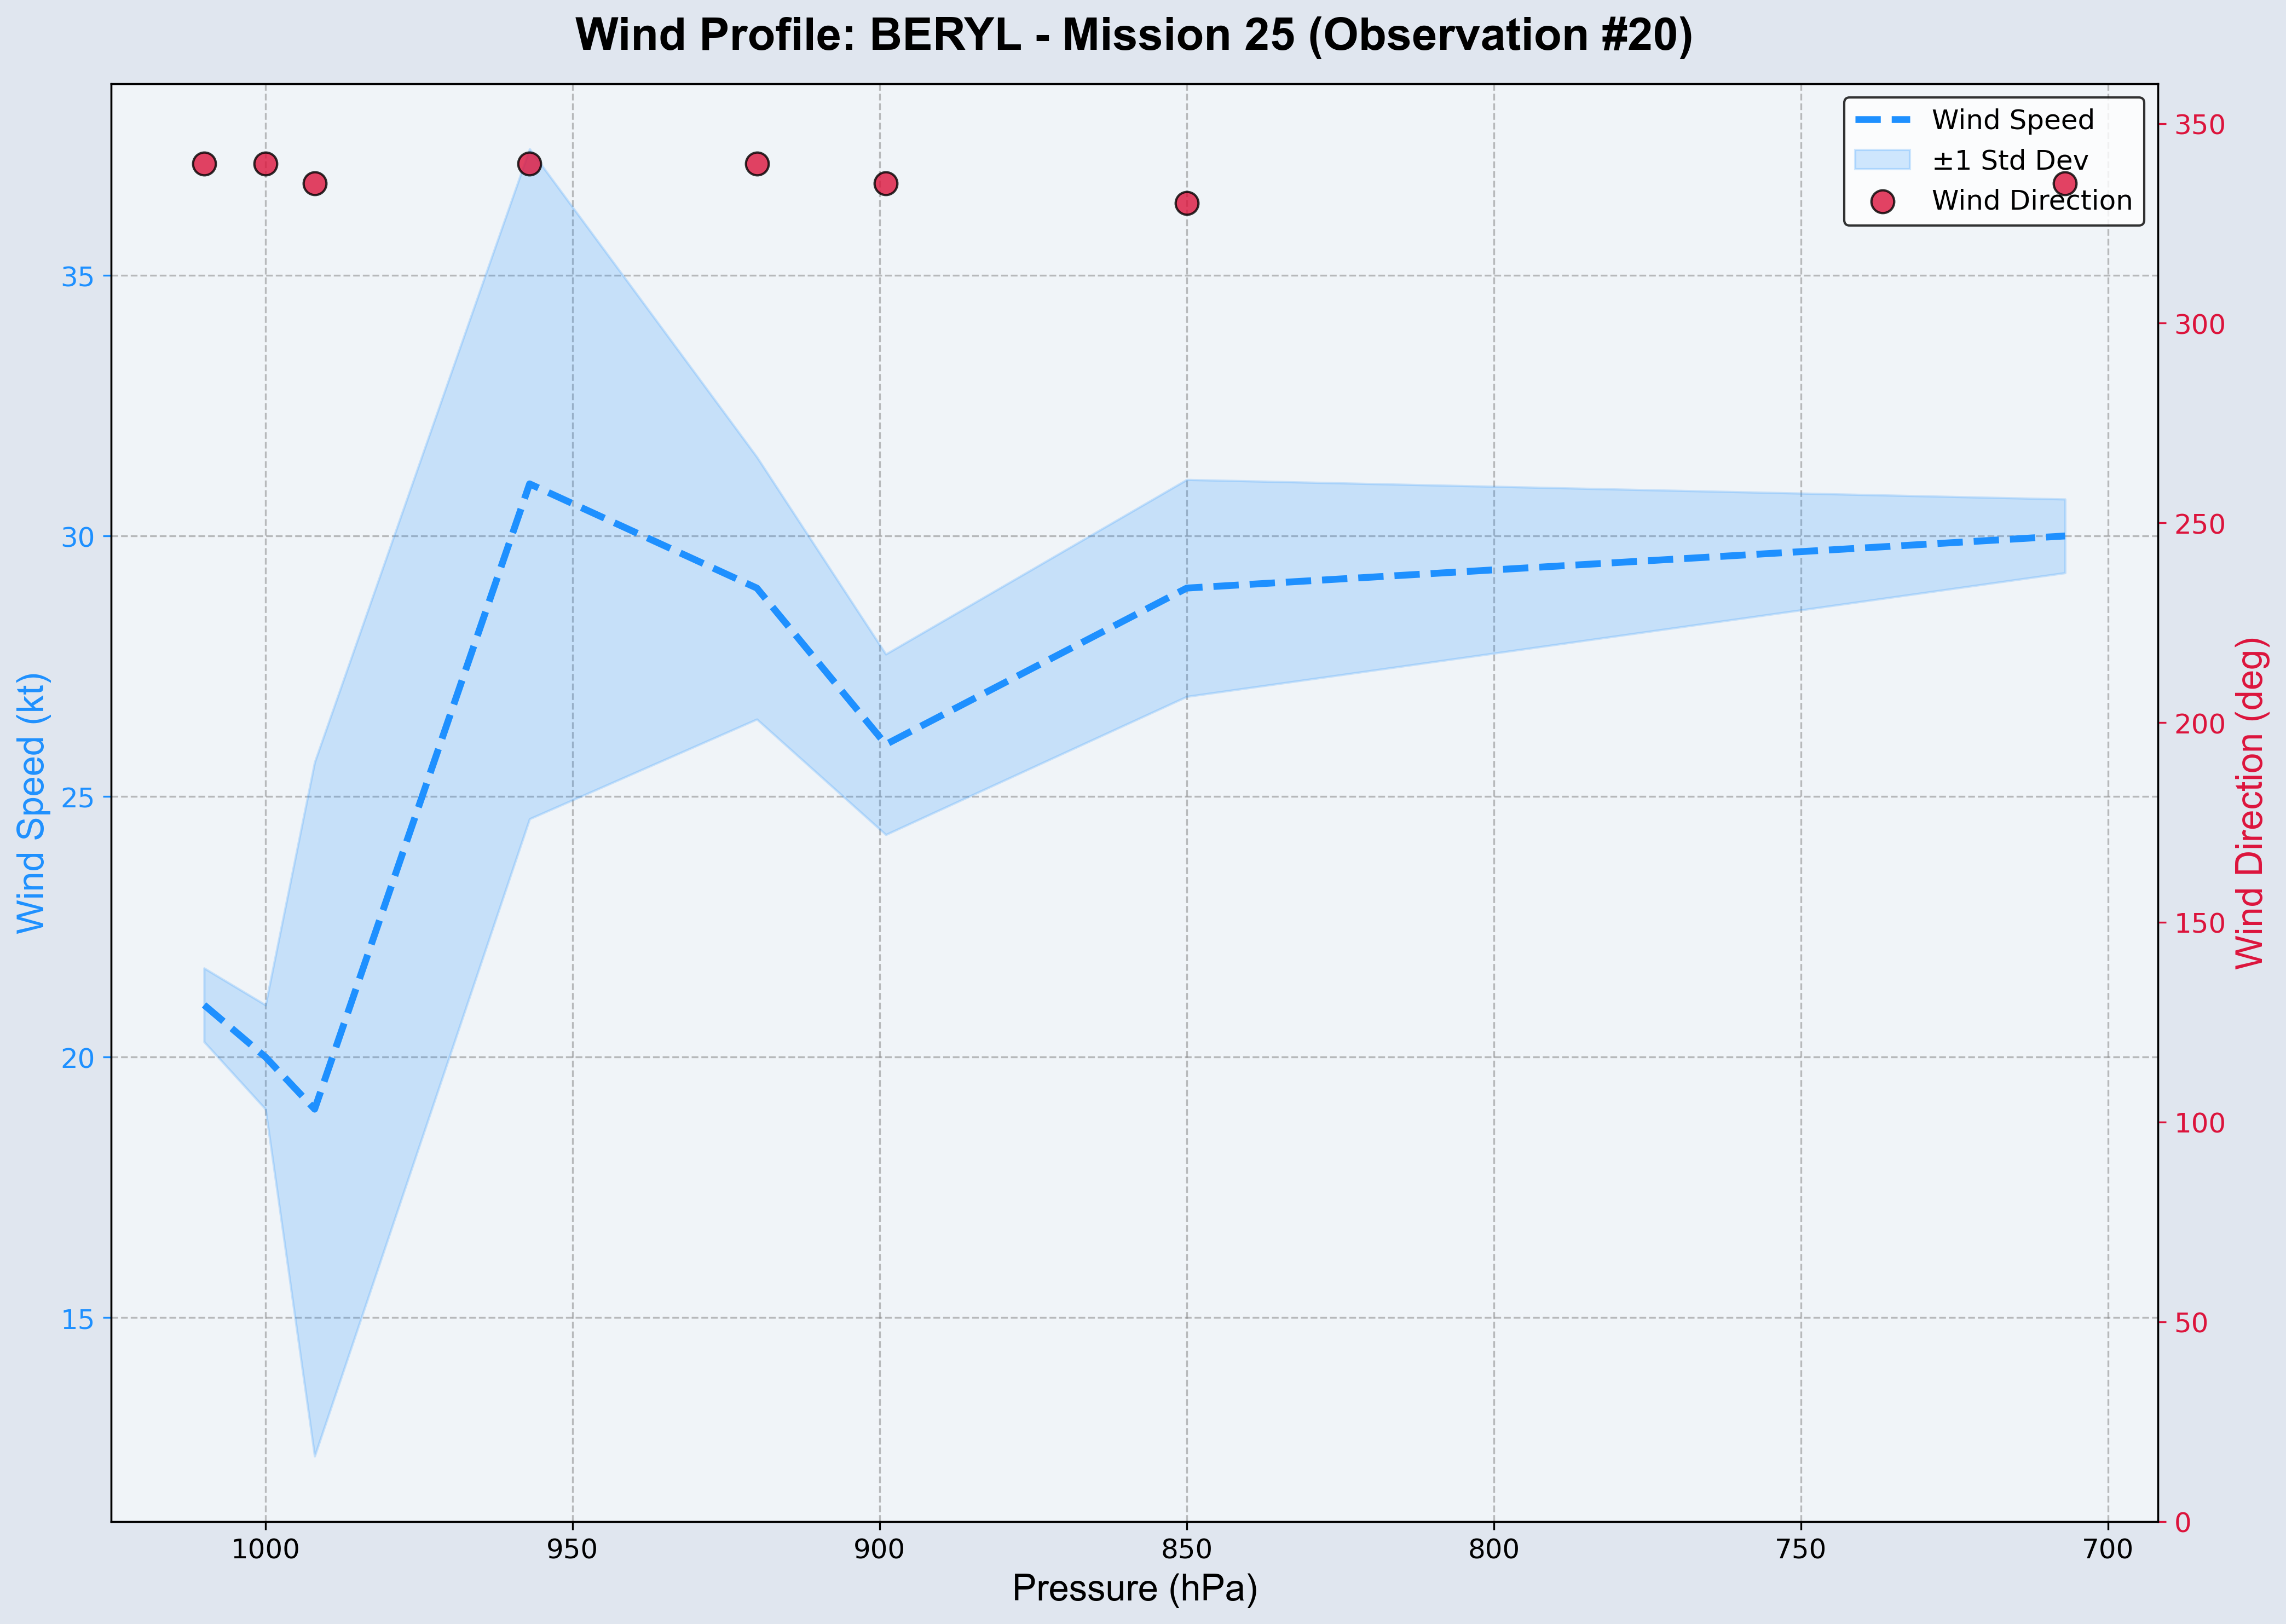 Wind Profile: BERYL - Mission 25 (Observation #20)
Wind Speed
±1 Std Dev
Wind Direction
35
30
25
20
15
Wind Speed (kt)
350
300
250
200
150
100
50
0
Wind Direction (deg)
1000 950 900 850 800 750 700
Pressure (hPa)